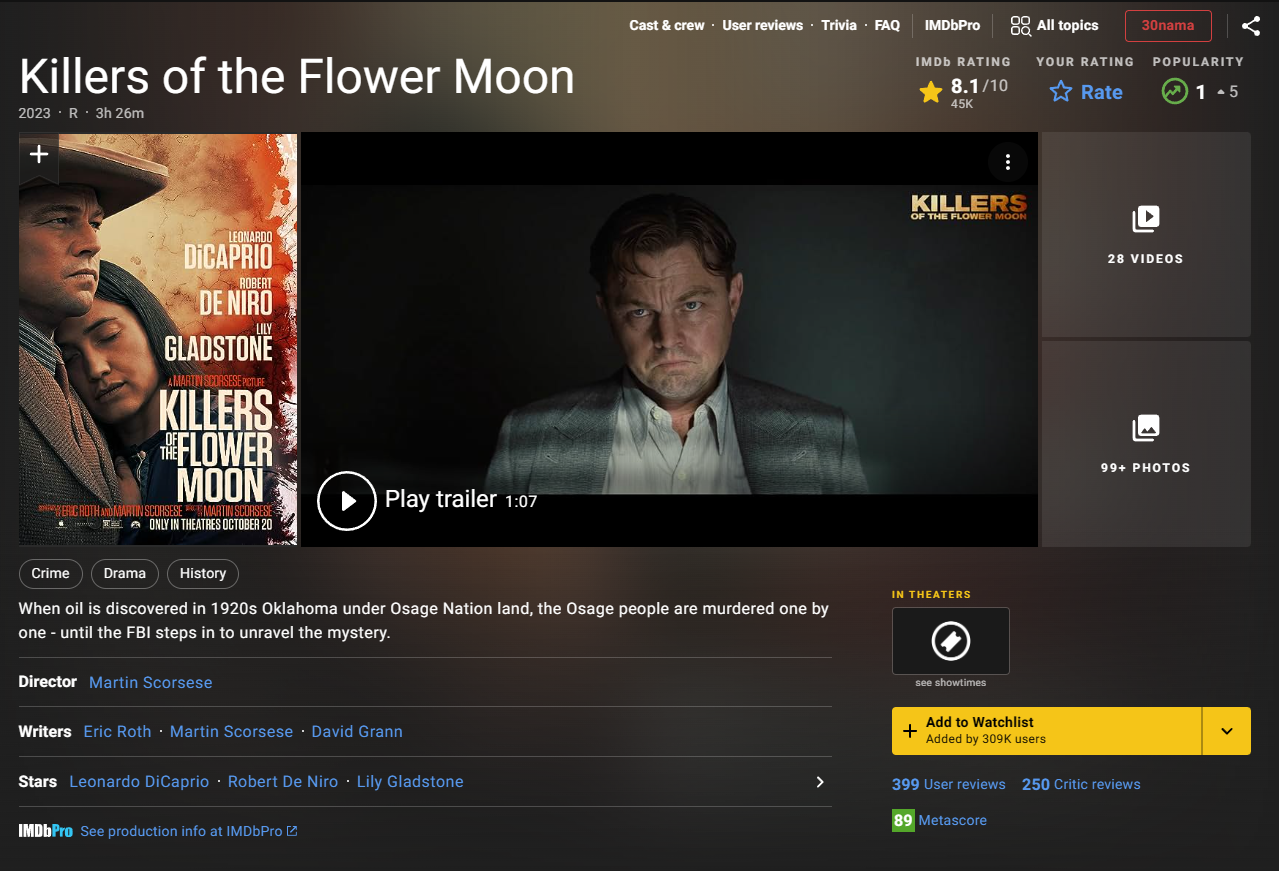 Cast & crew · User reviews · Trivia · FAQ IMDbPro All topics 30nama
Killers of the Flower Moon
2023 · R · 3h 26m
IMDb RATING YOUR RATING POPULARITY
8.1/10 Rate 1 5
45K
LEONARDO
DiCAPRIO
ROBERT
DE NIRO
LILY
GLADSTONE
A MARTIN SCORSESE PICTURE
KILLERS
OF THE FLOWER
MOON
ERIC ROTH AND MARTIN SCORSESE MARTIN SCORSESE
ONLY IN THEATRES OCTOBER 20
KILLERS
OF THE FLOWER MOON
Play trailer 1:07
28 VIDEOS
99+ PHOTOS
Crime Drama History
When oil is discovered in 1920s Oklahoma under Osage Nation land, the Osage people are murdered one by
one - until the FBI steps in to unravel the mystery.
Director Martin Scorsese
Writers Eric Roth · Martin Scorsese · David Grann
Stars Leonardo DiCaprio · Robert De Niro · Lily Gladstone
IMDbPro See production info at IMDbPro
IN THEATERS
see showtimes
Add to Watchlist
Added by 309K users
399 User reviews 250 Critic reviews
89 Metascore